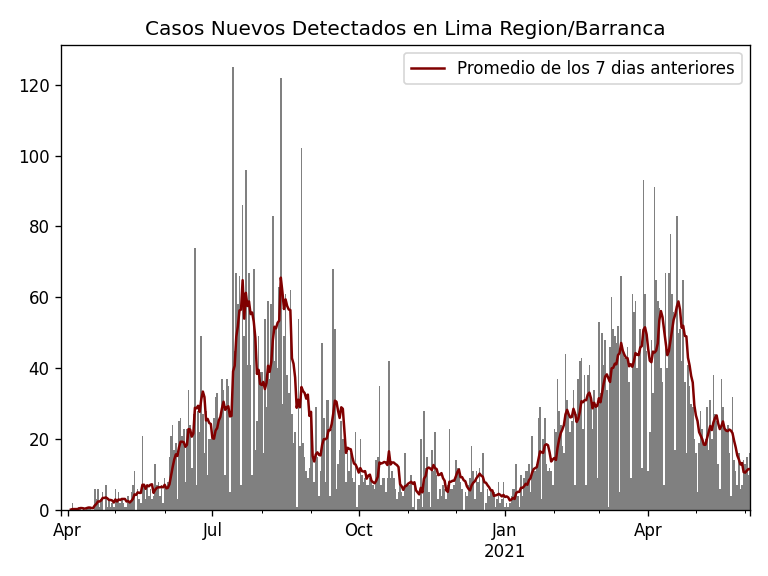 Casos Nuevos Detectados en Lima Region/Barranca
Promedio de los 7 dias anteriores
120
100
80
60
40
20
0
Apr Jul Oct Jan Apr
2021